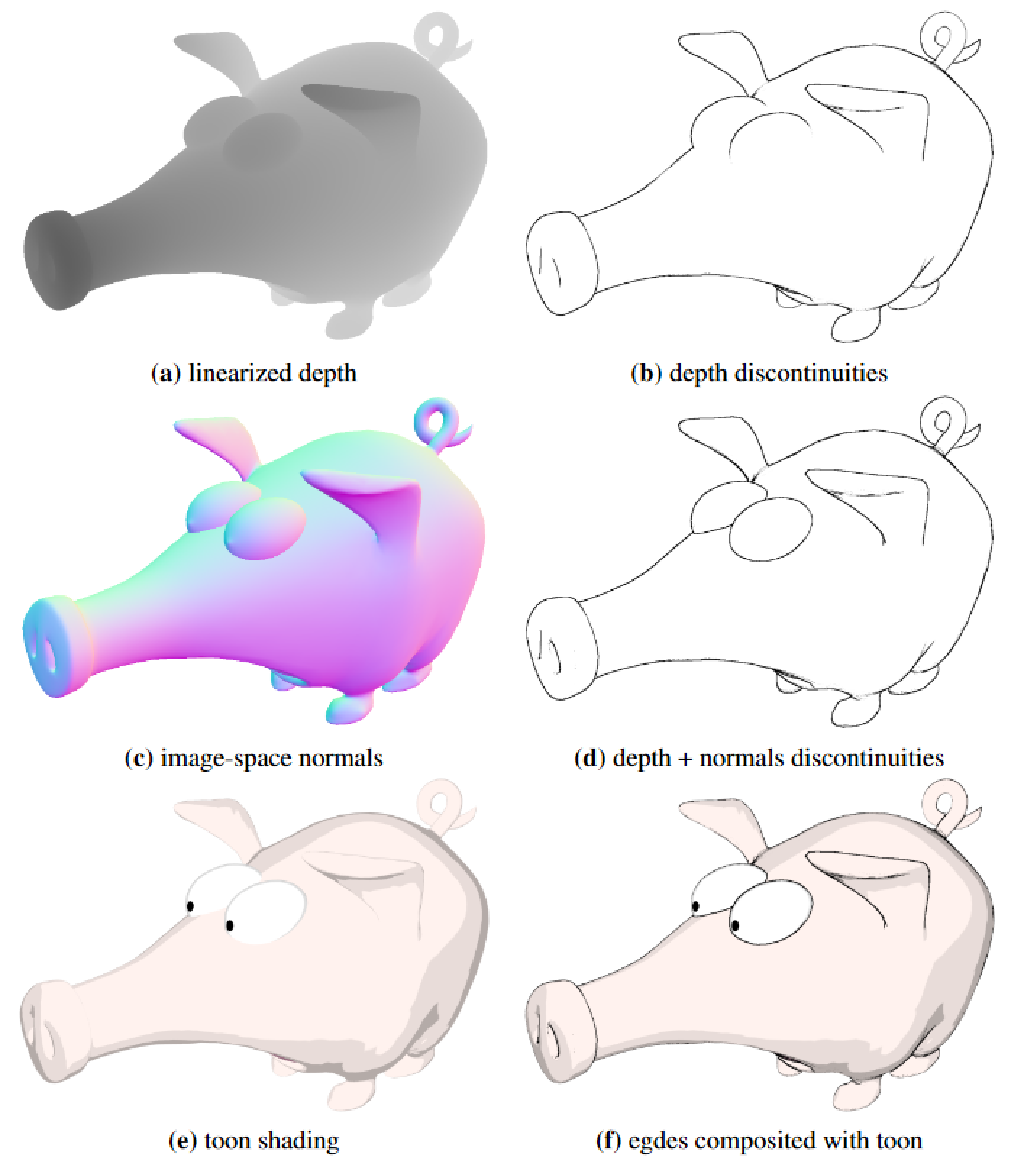 (a) linearized depth
(b) depth discontinuities
(c) image-space normals
(d) depth + normals discontinuities
(e) toon shading
(f) egdes composited with toon